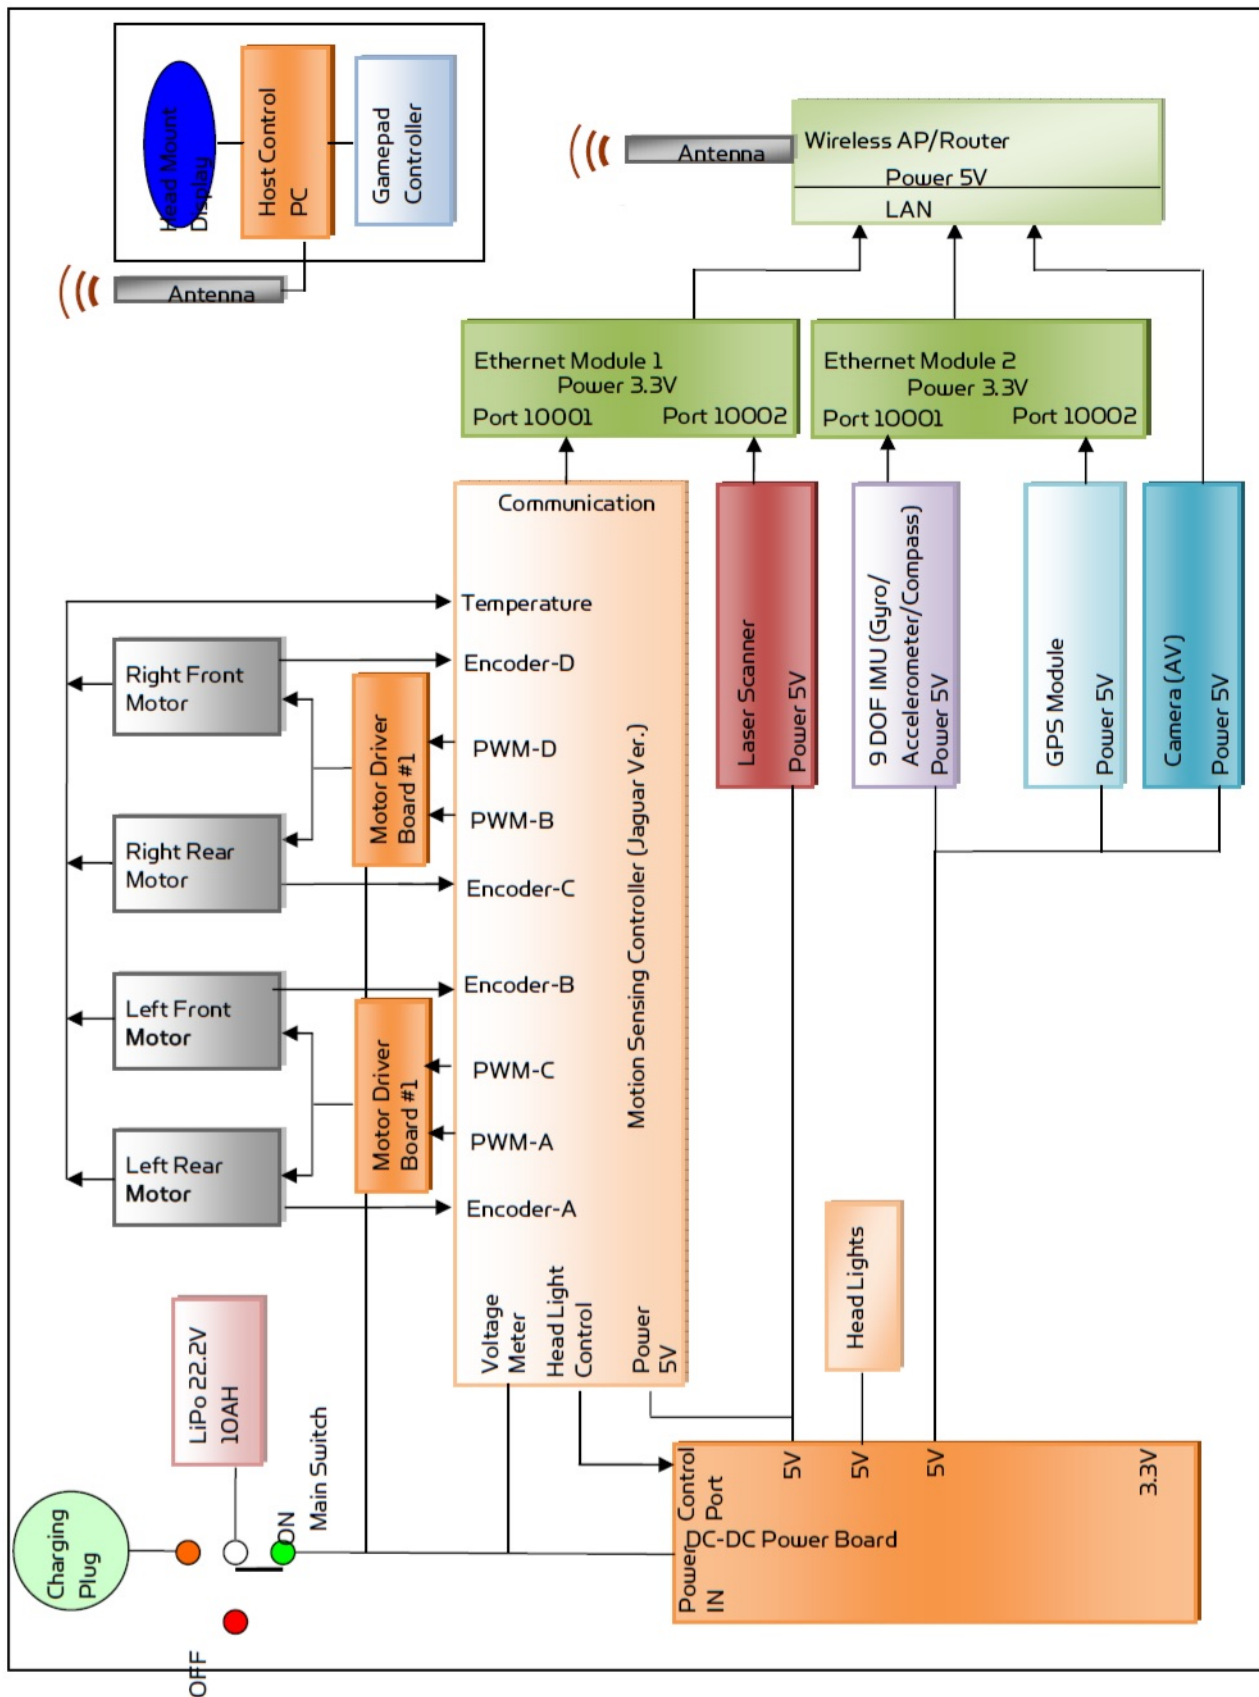 Head Mount
Display
Host Control
PC
Gamepad
Controller
Antenna
Antenna
Wireless AP/Router
Power 5V
LAN
Ethernet Module 1
Power 3.3V
Port 10001
Port 10002
Ethernet Module 2
Power 3.3V
Port 10001
Port 10002
Communication
Temperature
Encoder-D
PWM-D
PWM-B
Encoder-C
Encoder-B
PWM-C
PWM-A
Encoder-A
Motion Sensing Controller (Jaguar Ver.)
Voltage
Meter
Head Light
Control
Power
5V
Right Front
Motor
Right Rear
Motor
Left Front
Motor
Left Rear
Motor
Motor Driver
Board #1
Motor Driver
Board #1
Laser Scanner
Power 5V
9 DOF IMU (Gyro/
Accelerometer/Compass)
Power 5V
GPS Module
Power 5V
Camera (AV)
Power 5V
Head Lights
LiPo 22.2V
10AH
Charging
Plug
ON
Main Switch
OFF
Control
Port
5V
5V
5V
3.3V
DC-DC Power Board
Power
IN